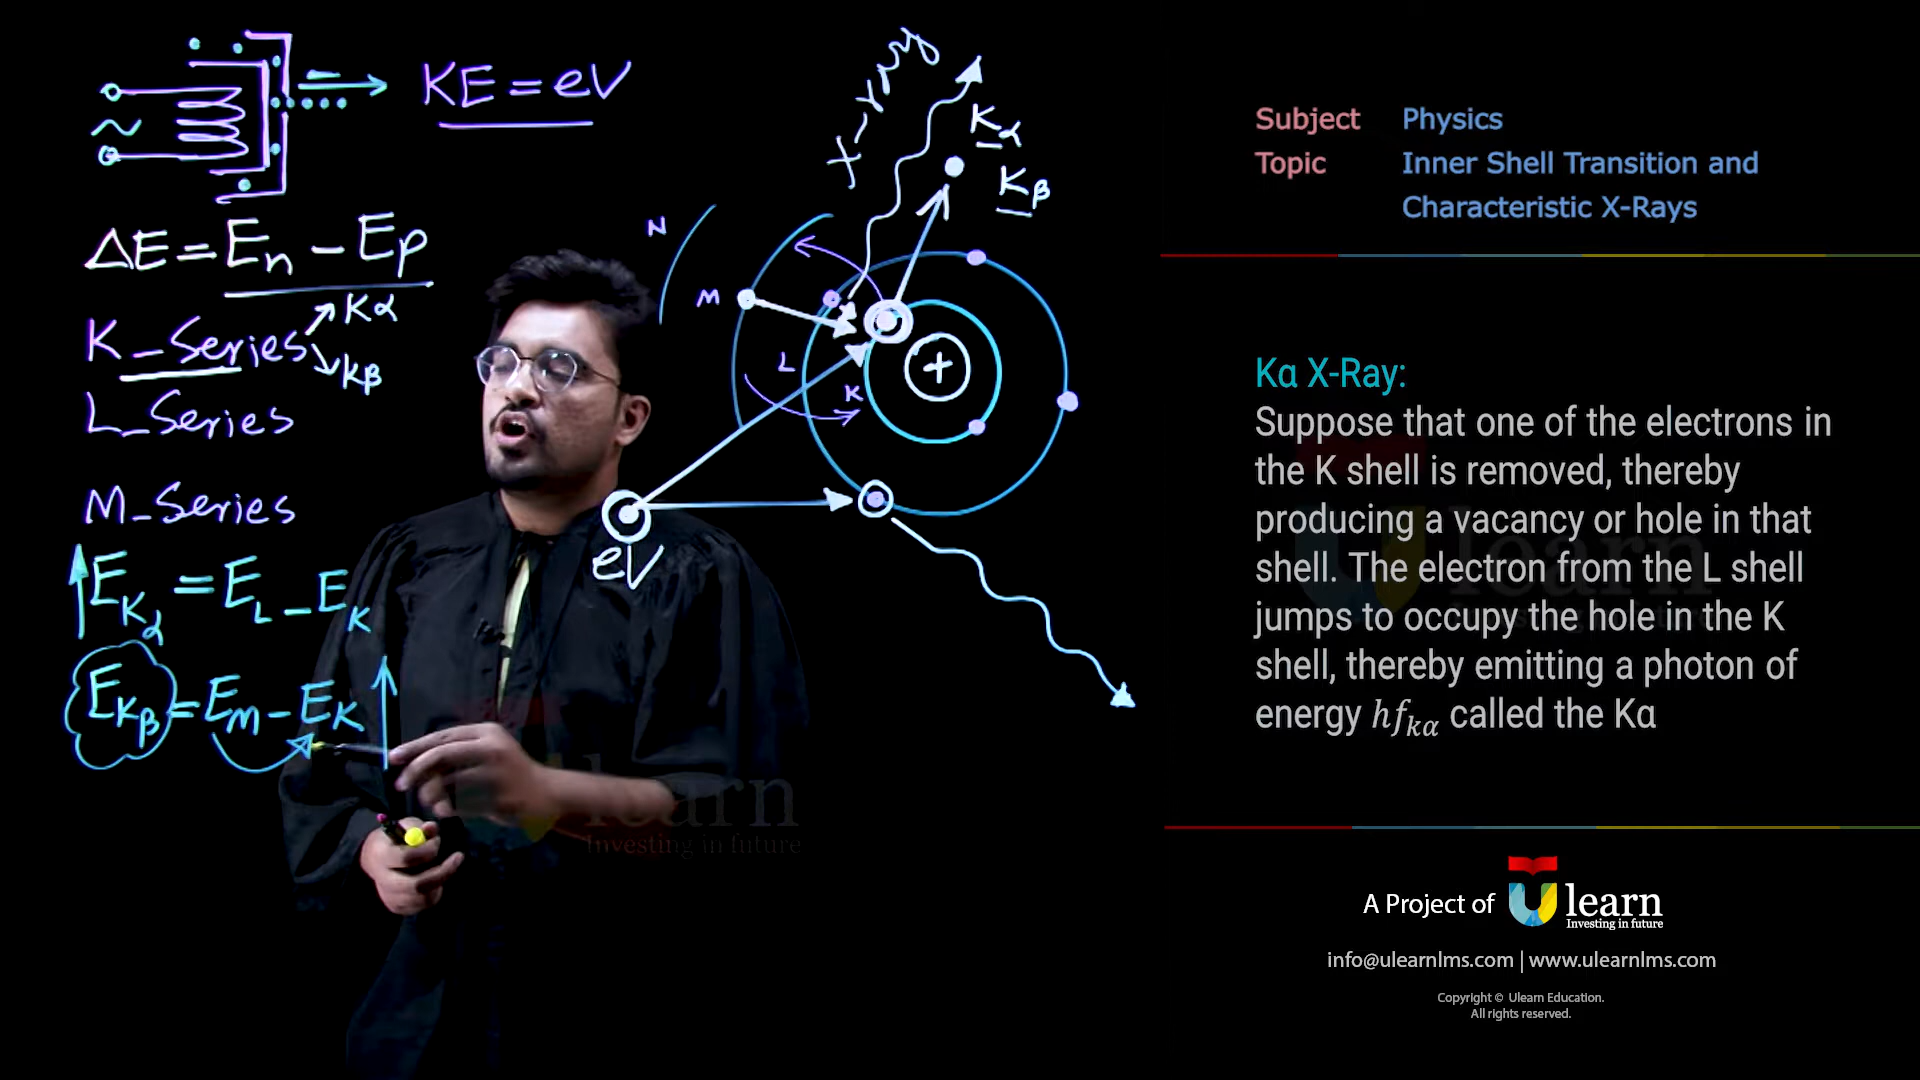 KE = eV
ΔE = En - Ep
K_Series
Kα
Kβ
L_Series
M_Series
EKα = EL - EK
EKβ = Em - EK
X-ray
Kα
Kβ
N
M
L
K
+
eV
Subject Physics
Topic Inner Shell Transition and
Characteristic X-Rays
Kα X-Ray:
Suppose that one of the electrons in
the K shell is removed, thereby
producing a vacancy or hole in that
shell. The electron from the L shell
jumps to occupy the hole in the K
shell, thereby emitting a photon of
energy hfkα called the Kα
learn
Investing in future
A Project of Ulearn
Investing in future
info@ulearnlms.com | www.ulearnlms.com
Copyright © Ulearn Education.
All rights reserved.